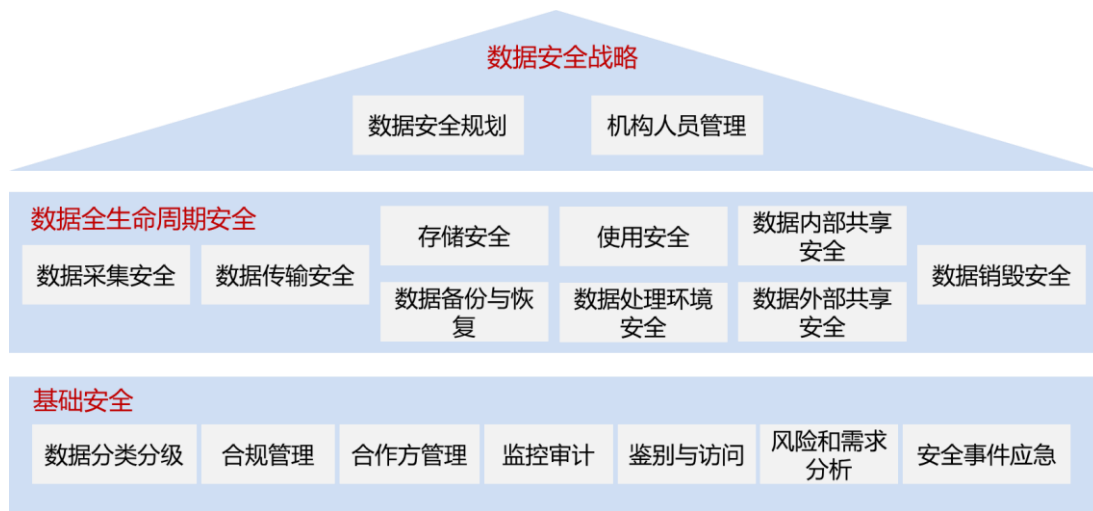 数据安全战略
数据安全规划
机构人员管理
数据全生命周期安全
数据采集安全
数据传输安全
存储安全
使用安全
数据内部共享
安全
数据备份与恢
复
数据处理环境
安全
数据外部共享
安全
数据销毁安全
基础安全
数据分类分级
合规管理
合作方管理
监控审计
鉴别与访问
风险和需求
分析
安全事件应急